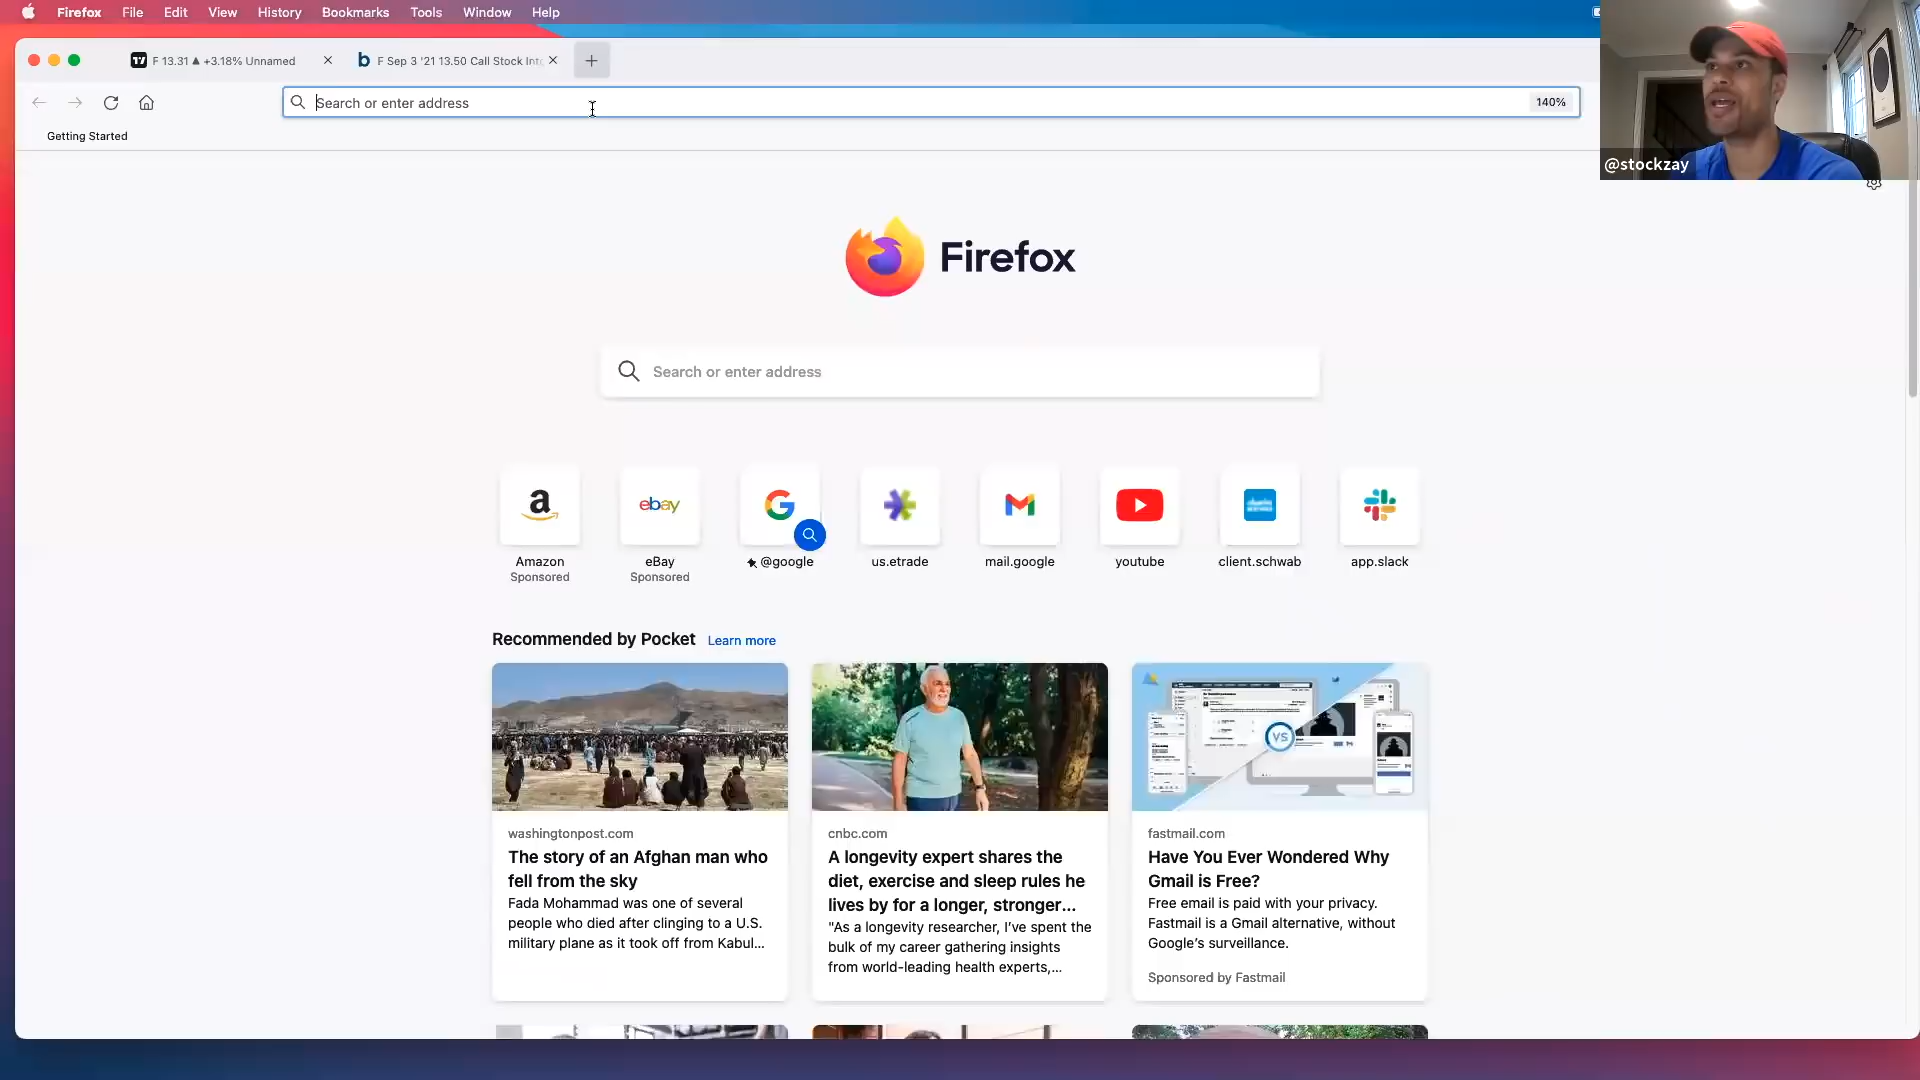 Firefox File Edit View History Bookmarks Tools Window Help
F 13.31 ▲ +3.18% Unnamed
F Sep 3 '21 13.50 Call Stock
Search or enter address
140%
Getting Started
@stockzay
Firefox
Search or enter address
a
ebay
G
Amazon
Sponsored
eBay
Sponsored
@google
us.etrade
mail.google
youtube
client.schwab
app.slack
Recommended by Pocket Learn more
VS
washingtonpost.com
The story of an Afghan man who
fell from the sky
Fada Mohammad was one of several
people who died after clinging to a U.S.
military plane as it took off from Kabul...
cnbc.com
A longevity expert shares the
diet, exercise and sleep rules he
lives by for a longer, stronger...
"As a longevity researcher, I've spent the
bulk of my career gathering insights
from world-leading health experts,...
fastmail.com
Have You Ever Wondered Why
Gmail is Free?
Free email is paid with your privacy.
Fastmail is a Gmail alternative, without
Google's surveillance.
Sponsored by Fastmail